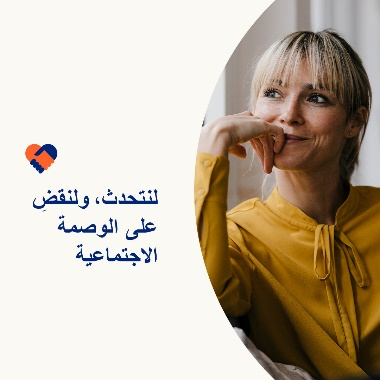 لنتحدث، ولنقضِ
على الوصمة
الاجتماعية